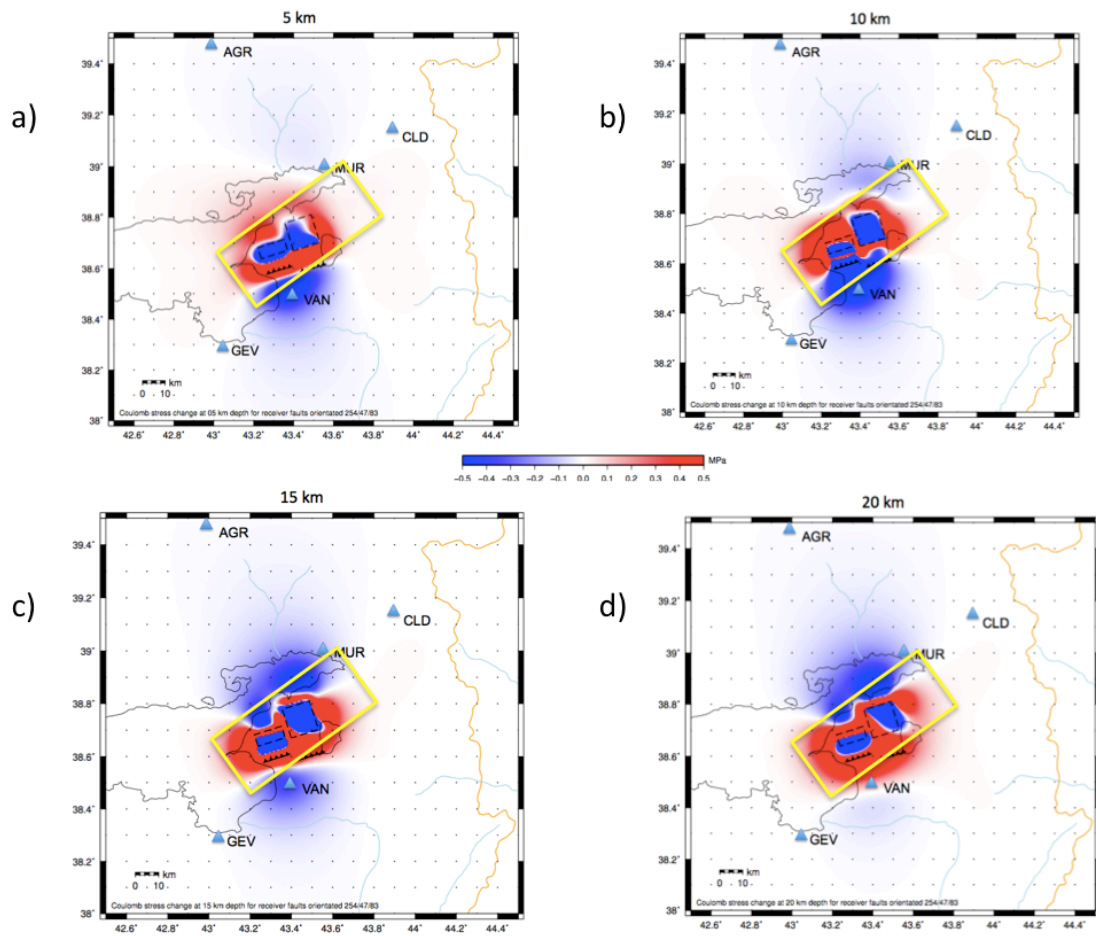 5 km
10 km
a)
b)
39.4˚
39.2˚
39˚
38.8˚
38.6˚
38.4˚
38.2˚
38˚
AGR
CLD
MUR
VAN
GEV
km
0 10
Coulomb stress change at 05 km depth for receiver faults orientated 254/47/83
42.6˚ 42.8˚ 43˚ 43.2˚ 43.4˚ 43.6˚ 43.8˚ 44˚ 44.2˚ 44.4˚
39.4˚
39.2˚
39˚
38.8˚
38.6˚
38.4˚
38.2˚
38˚
AGR
CLD
MUR
VAN
GEV
km
0 10
Coulomb stress change at 10 km depth for receiver faults orientated 254/47/83
42.6˚ 42.8˚ 43˚ 43.2˚ 43.4˚ 43.6˚ 43.8˚ 44˚ 44.2˚ 44.4˚
MPa
−0.5 −0.4 −0.3 −0.2 −0.1 0.0 0.1 0.2 0.3 0.4 0.5
15 km
20 km
c)
d)
39.4˚
39.2˚
39˚
38.8˚
38.6˚
38.4˚
38.2˚
38˚
AGR
CLD
MUR
VAN
GEV
km
0 10
Coulomb stress change at 15 km depth for receiver faults orientated 254/47/83
42.6˚ 42.8˚ 43˚ 43.2˚ 43.4˚ 43.6˚ 43.8˚ 44˚ 44.2˚ 44.4˚
39.4˚
39.2˚
39˚
38.8˚
38.6˚
38.4˚
38.2˚
38˚
AGR
CLD
MUR
VAN
GEV
km
0 10
Coulomb stress change at 20 km depth for receiver faults orientated 254/47/83
42.6˚ 42.8˚ 43˚ 43.2˚ 43.4˚ 43.6˚ 43.8˚ 44˚ 44.2˚ 44.4˚